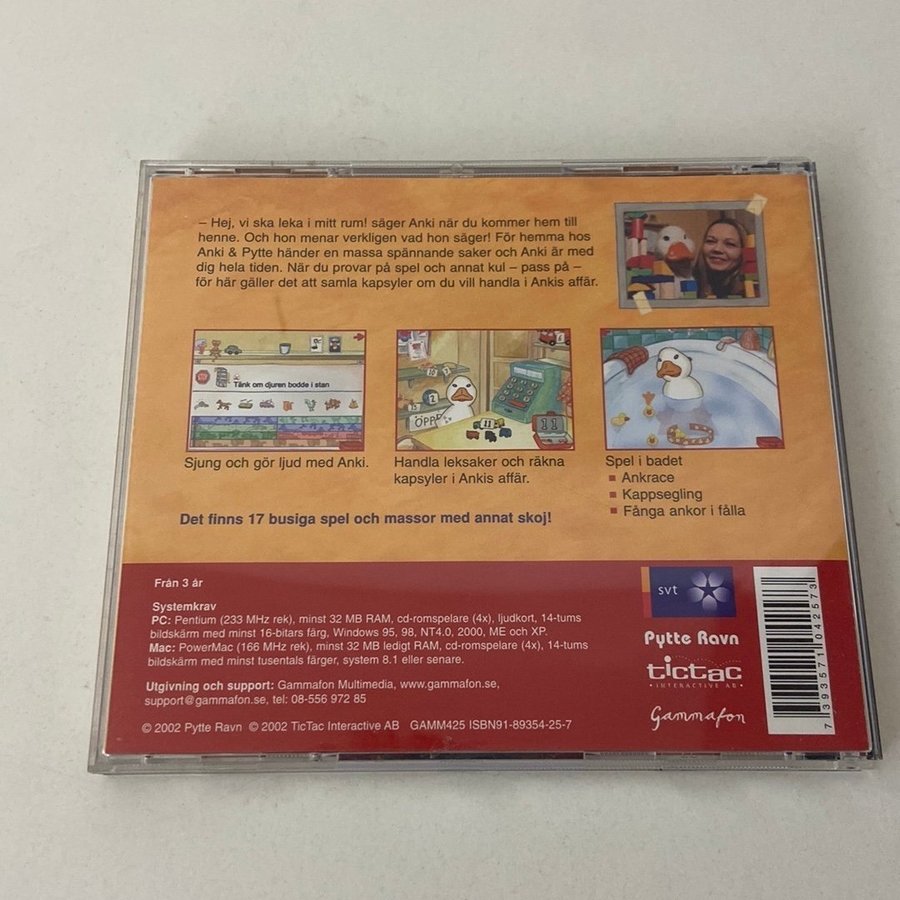 – Hej, vi ska leka i mitt rum! säger Anki när du kommer hem till
henne. Och hon menar verkligen vad hon säger! För hemma hos
Anki & Pytte händer en massa spännande saker och Anki är med
dig hela tiden. När du provar på spel och annat kul – pass på –
för här gäller det att samla kapsyler om du vill handla i Ankis affär.
Tänk om djuren bodde i stan
ÖPP
11
11
Sjung och gör ljud med Anki.
Handla leksaker och räkna
kapsyler i Ankis affär.
Spel i badet
Ankrace
Kappsegling
Fånga ankor i fålla
Det finns 17 busiga spel och massor med annat skoj!
Från 3 år
Systemkrav
PC: Pentium (233 MHz rek), minst 32 MB RAM, cd-romspelare (4x), ljudkort, 14-tums
bildskärm med minst 16-bitars färg, Windows 95, 98, NT4.0, 2000, ME och XP.
Mac: PowerMac (166 MHz rek), minst 32 MB ledigt RAM, cd-romspelare (4x), 14-tums
bildskärm med minst tusentals färger, system 8.1 eller senare.
Utgivning och support: Gammafon Multimedia, www.gammafon.se,
support@gammafon.se, tel: 08-556 972 85
© 2002 Pytte Ravn © 2002 TicTac Interactive AB GAMM425 ISBN91-89354-25-7
svt
Pytte Ravn
tictac
INTERACTIVE AB
Gammafon
7 393571 042573